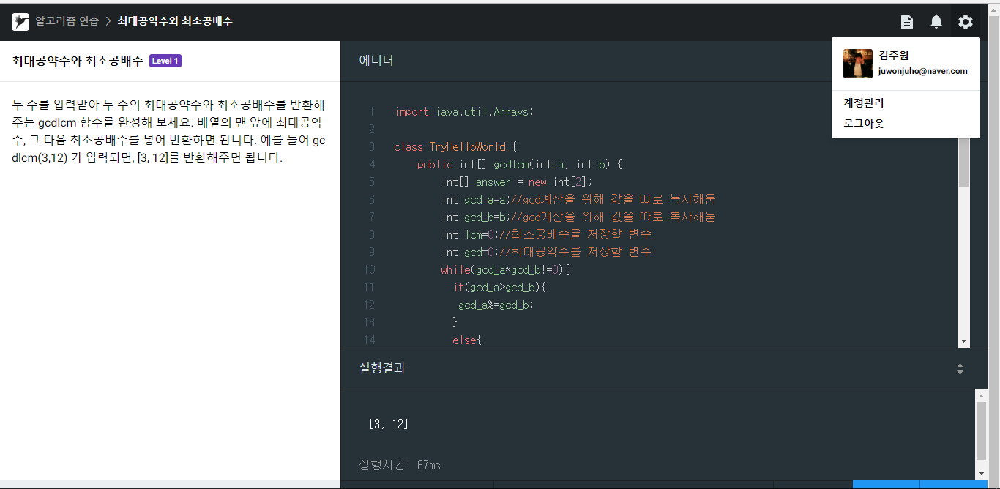 알고리즘 연습 > 최대공약수와 최소공배수
김주원
juwonjuho@naver.com
계정관리
로그아웃
최대공약수와 최소공배수 Level 1
두 수를 입력받아 두 수의 최대공약수와 최소공배수를 반환해
주는 gcdlcm 함수를 완성해 보세요. 배열의 맨 앞에 최대공약
수, 그 다음 최소공배수를 넣어 반환하면 됩니다. 예를 들어 gc
dlcm(3,12) 가 입력되면, [3, 12]를 반환해주면 됩니다.
에디터
1 import java.util.Arrays;
2
3 class TryHelloWorld {
4 public int[] gcdlcm(int a, int b) {
5 int[] answer = new int[2];
6 int gcd_a=a;//gcd계산을 위해 값을 따로 복사해둠
7 int gcd_b=b;//gcd계산을 위해 값을 따로 복사해둠
8 int lcm=0;//최소공배수를 저장할 변수
9 int gcd=0;//최대공약수를 저장할 변수
10 while(gcd_a*gcd_b!=0){
11 if(gcd_a>gcd_b){
12 gcd_a%=gcd_b;
13 }
14 else{
실행결과
[3, 12]
실행시간: 67ms